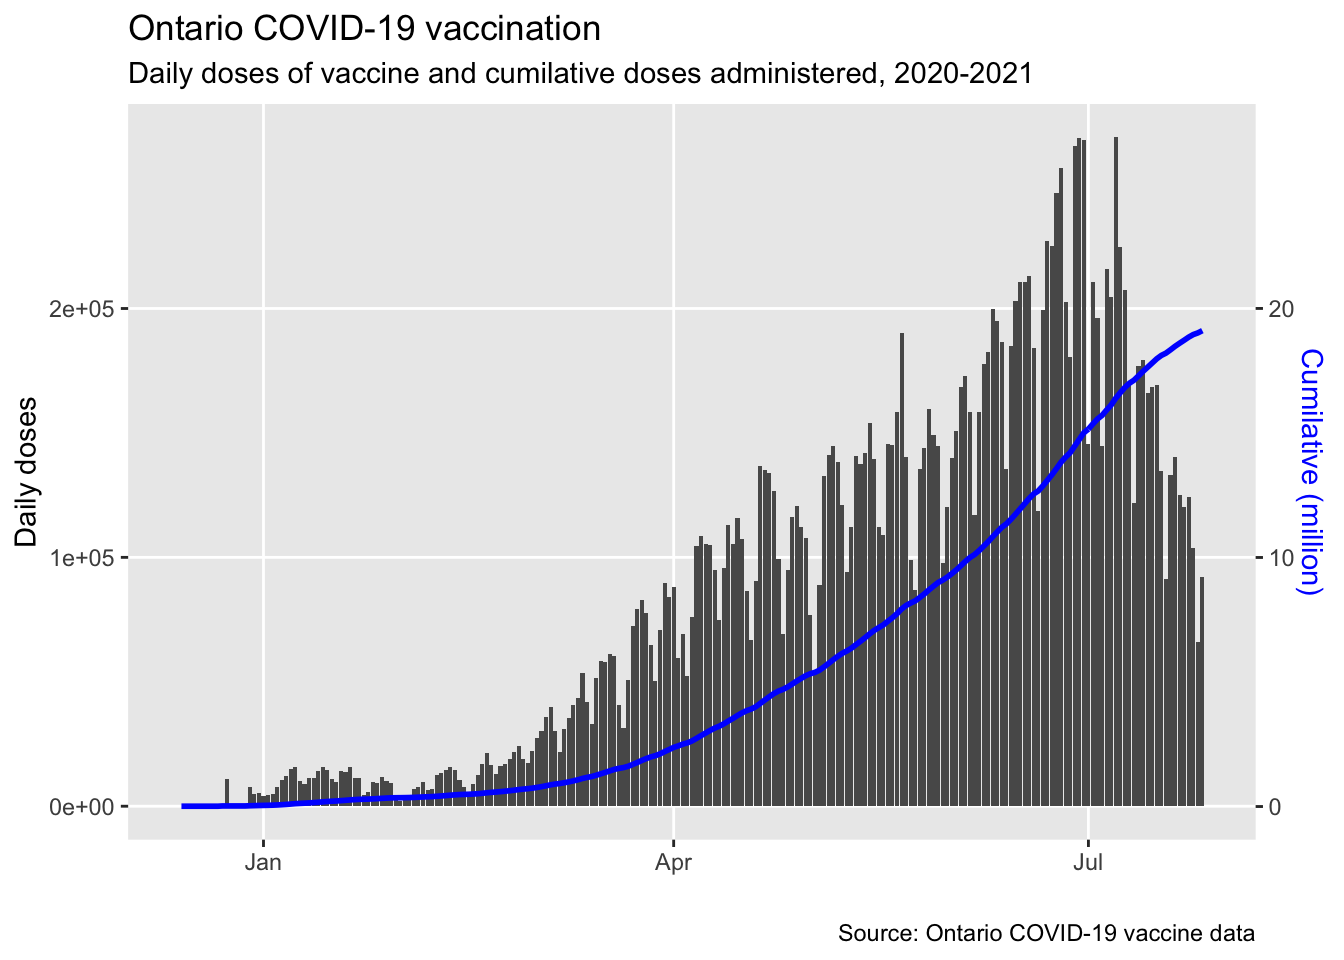 Ontario COVID-19 vaccination
Daily doses of vaccine and cumilative doses administered, 2020-2021
Daily doses
2e+05
1e+05
0e+00
20
10
0
Cumilative (million)
Jan
Apr
Jul
Source: Ontario COVID-19 vaccine data